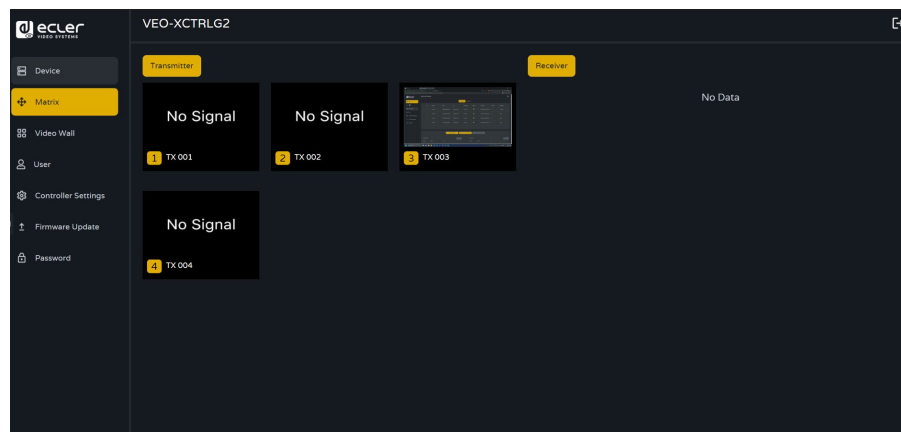 ecler
VIDEO SYSTEMS
VEO-XCTRLG2
Device
Matrix
Video Wall
User
Controller Settings
Firmware Update
Password
Transmitter
No Signal
1 TX 001
No Signal
2 TX 002
3 TX 003
No Signal
4 TX 004
Receiver
No Data